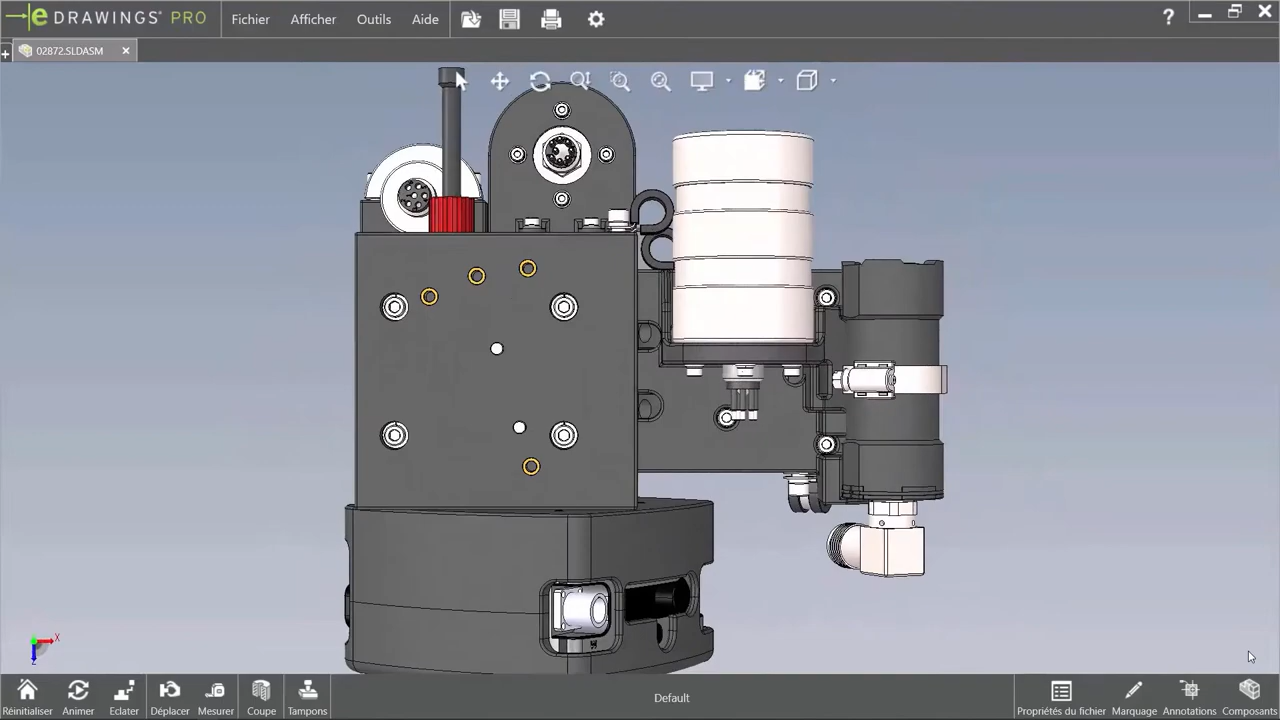 eDRAWINGS PRO Fichier Afficher Outils Aide ?
02872.SLDASM
X
Z
Réinitialiser Animer Eclater Déplacer Mesurer Coupe Tampons Default Propriétés du fichier Marquage Annotations Composants